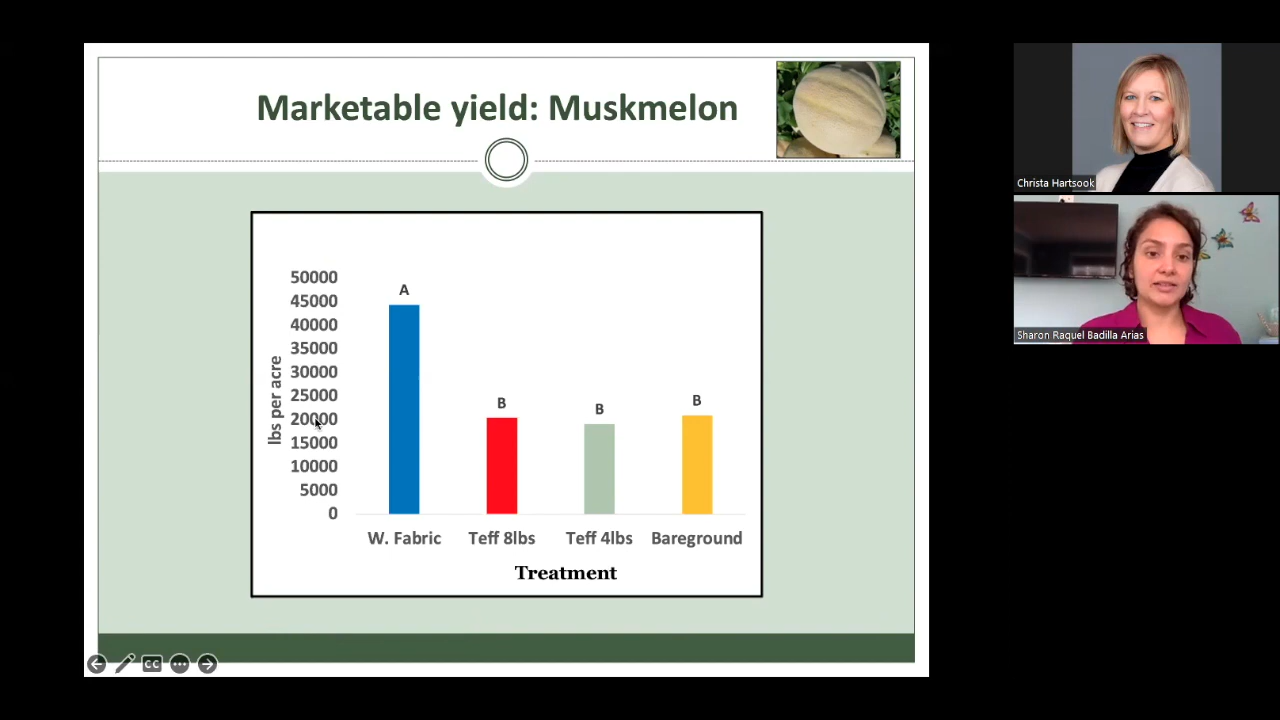 Marketable yield: Muskmelon
50000
45000
40000
35000
30000
25000
20000
15000
10000
5000
0
lbs per acre
A
B
B
B
W. Fabric
Teff 8lbs
Teff 4lbs
Bareground
Treatment
CC
Christa Hartsook
Sharon Raquel Badilla Arias